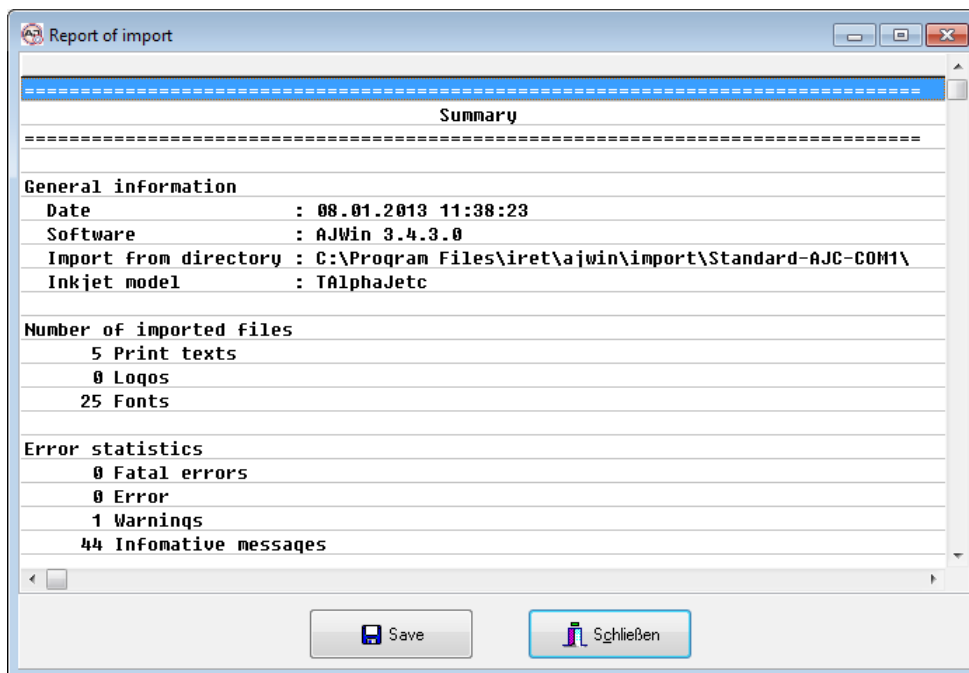 Report of import
================================================================================
Summary
================================================================================
General information
Date : 08.01.2013 11:38:23
Software : AJWin 3.4.3.0
Import from directory : C:\Program Files\iret\ajwin\import\Standard-AJC-COM1\
Inkjet model : TAlphaJetc
Number of imported files
5 Print texts
0 Logos
25 Fonts
Error statistics
0 Fatal errors
0 Error
1 Warnings
44 Infomative messages
Save
Schließen